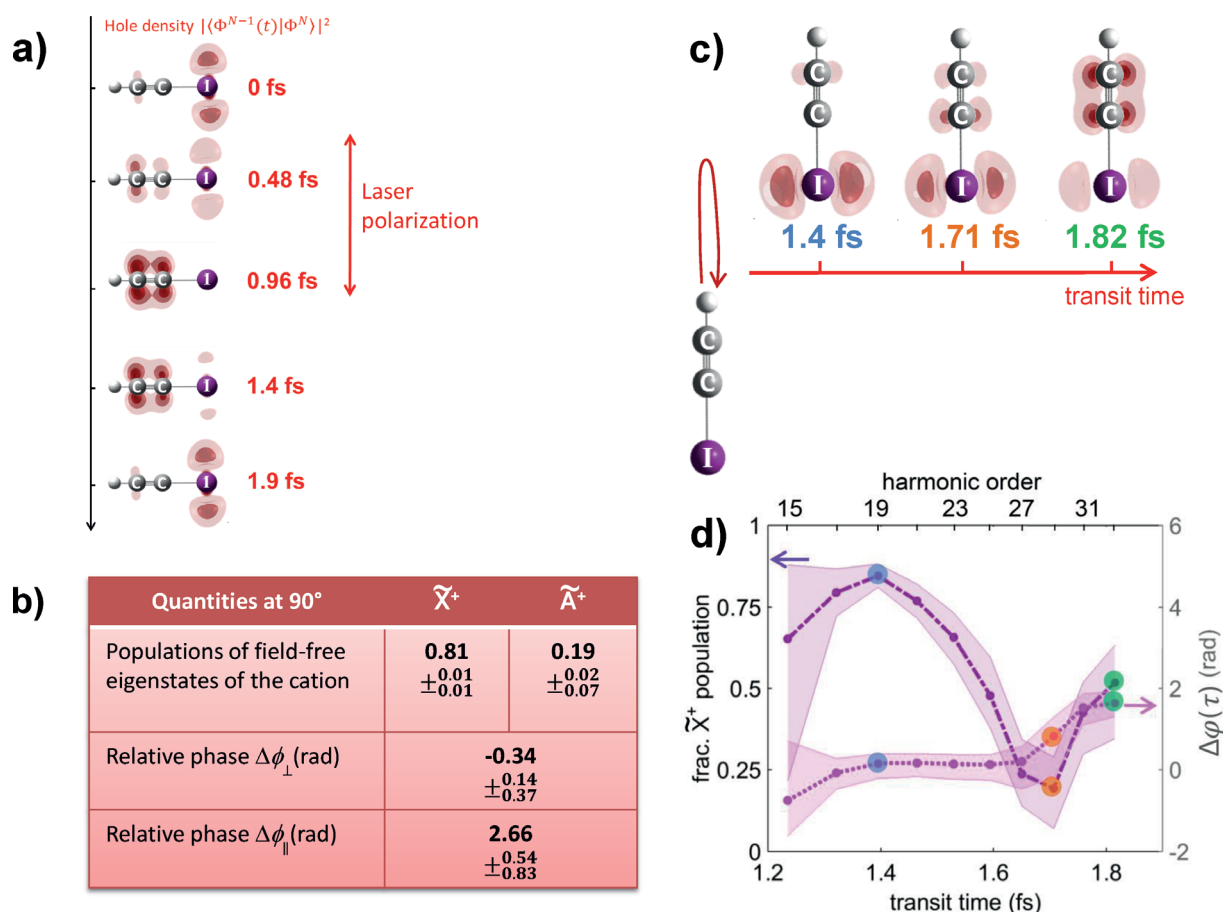 a)
Hole density |⟨Φᴺ⁻¹(t)|Φᴺ⟩|²
C C I
0 fs
C C I
0.48 fs
Laser
polarization
C C I
0.96 fs
C C I
1.4 fs
C C I
1.9 fs
b)
Quantities at 90° X̃⁺ Ã⁺
Populations of field-free 0.81 0.19
eigenstates of the cation ±0.01 0.01 ±0.02 0.07
Relative phase Δϕ⊥(rad) -0.34
±0.14 0.37
Relative phase Δϕ∥(rad) 2.66
±0.54 0.83
c)
C C C
C C C
I I I
1.4 fs 1.71 fs 1.82 fs
transit time
C
C
I
d)
harmonic order
15 19 23 27 31
frac. X̃⁺ population
1
0.75
0.5
0.25
0
1.2 1.4 1.6 1.8
transit time (fs)
6
4
2
0
-2
Δφ(τ) (rad)